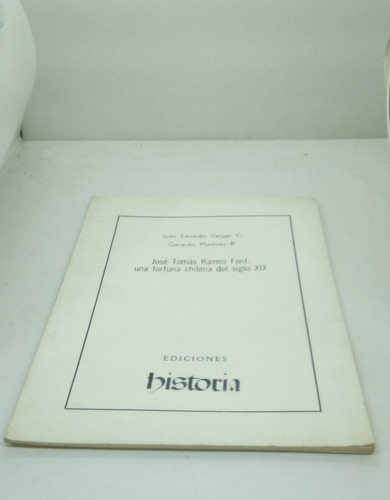 Juan Eduardo Vargas C.
Gerardo Martínez R.
José Tomás Ramos Font:
una fortuna chilena del siglo XIX
EDICIONES
historia